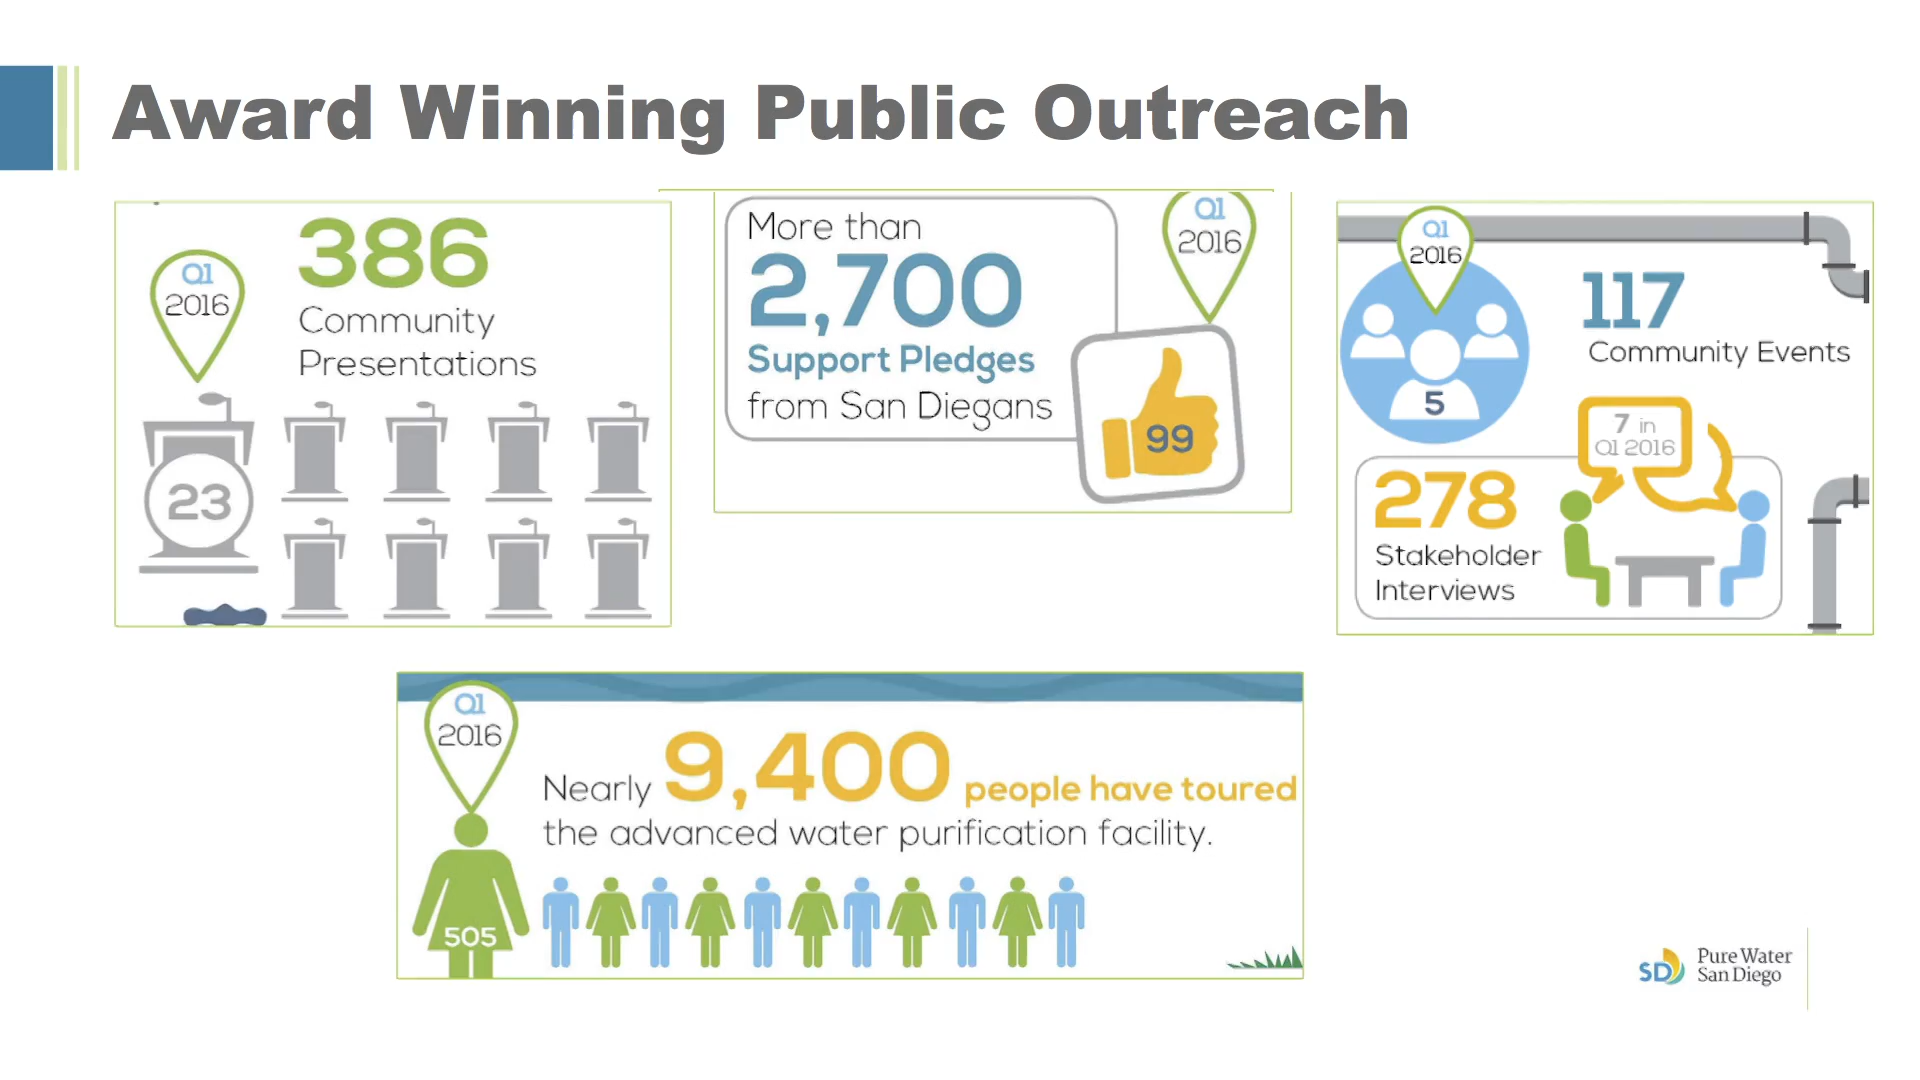 Award Winning Public Outreach
Q1
2016
386
Community
Presentations
23
More than
2,700
Support Pledges
from San Diegans
Q1
2016
99
Q1
2016
117
Community Events
5
7 in
Q1 2016
278
Stakeholder
Interviews
Q1
2016
Nearly 9,400 people have toured
the advanced water purification facility.
505
SD
Pure Water
San Diego